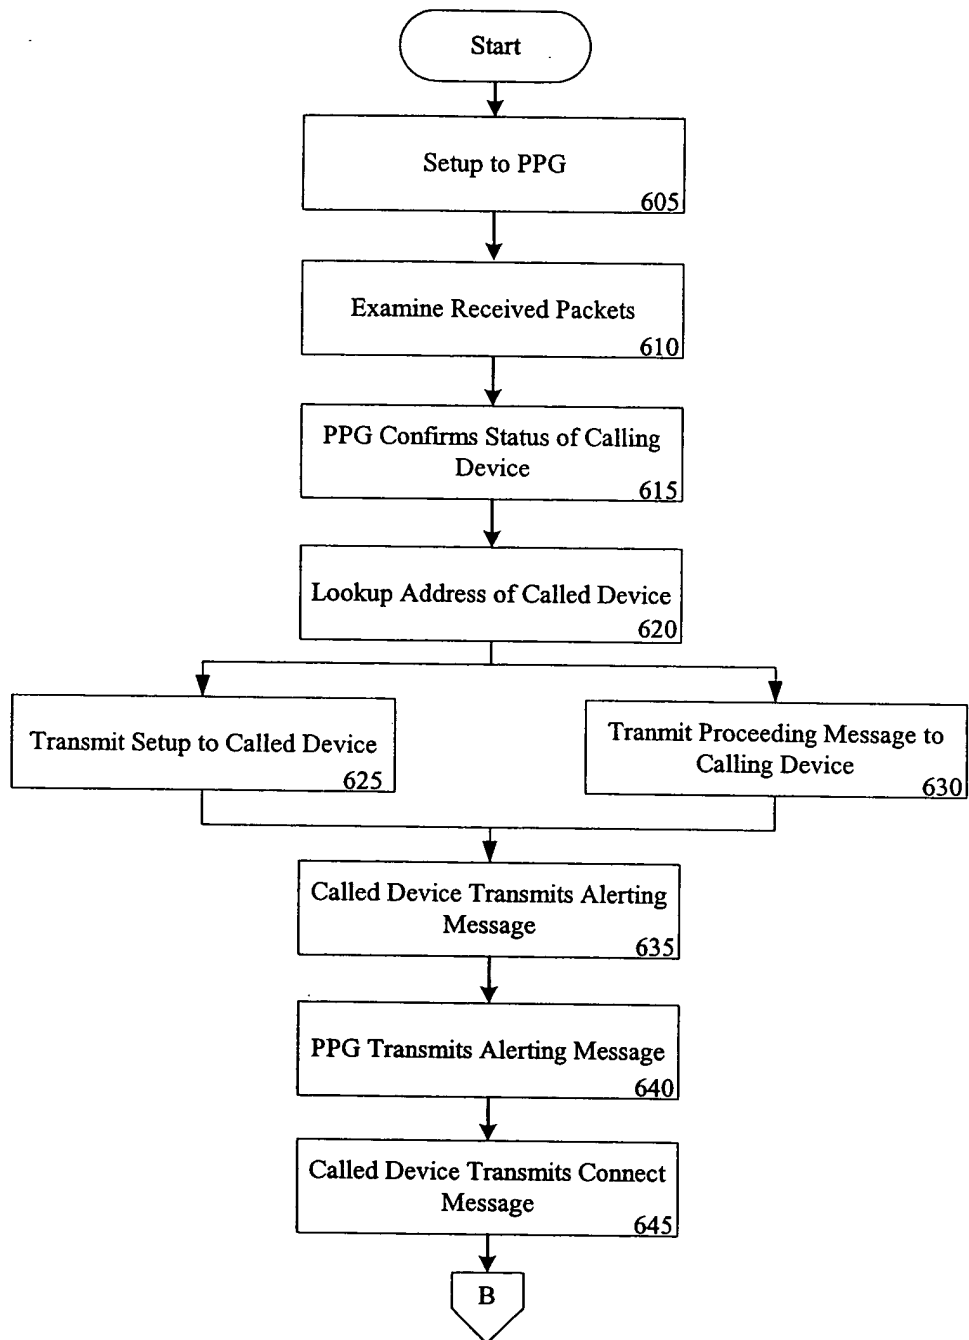 Start
Setup to PPG
605
Examine Received Packets
610
PPG Confirms Status of Calling
Device
615
Lookup Address of Called Device
620
Transmit Setup to Called Device
625
Tranmit Proceeding Message to
Calling Device
630
Called Device Transmits Alerting
Message
635
PPG Transmits Alerting Message
640
Called Device Transmits Connect
Message
645
B